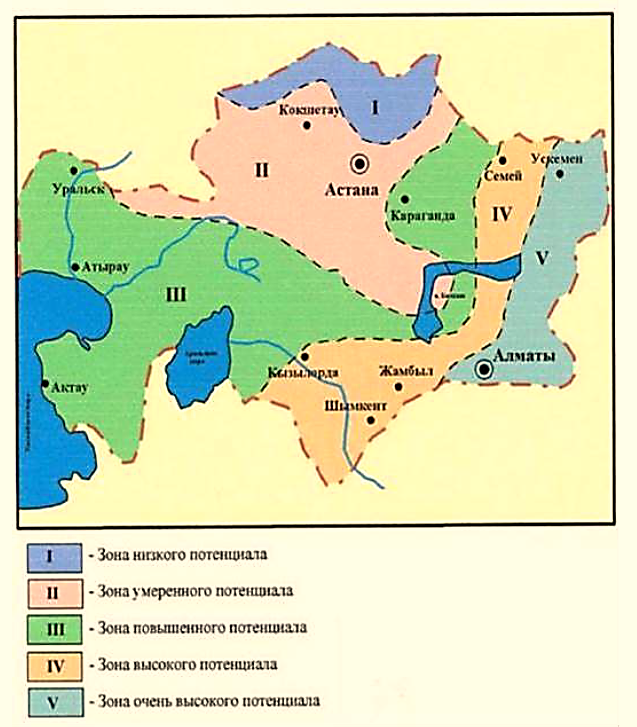 Кокшетау
I
II
Астана
Ускемен
Семей
Уральск
Караганда
IV
V
Атырау
III
Алматы
Кызылорда
Жамбыл
Актау
Шымкент
I - Зона низкого потенциала
II - Зона умеренного потенциала
III - Зона повышенного потенциала
IV - Зона высокого потенциала
V - Зона очень высокого потенциала